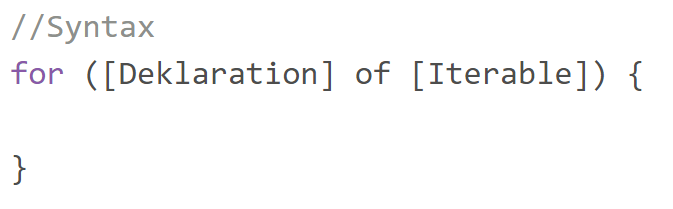 //Syntax
for ([Deklaration] of [Iterable]) {
}